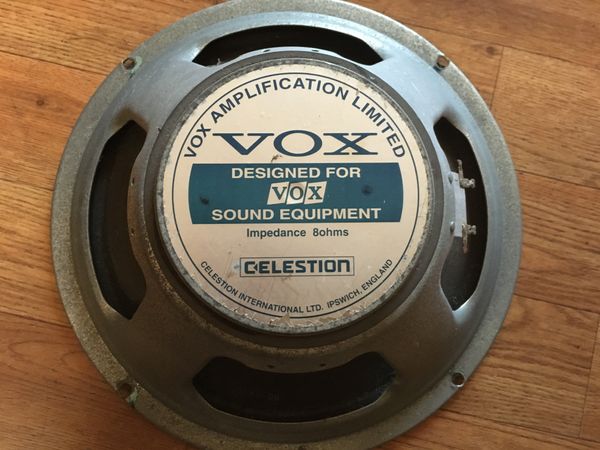 VOX AMPLIFICATION LIMITED
VOX
DESIGNED FOR
VOX
SOUND EQUIPMENT
Impedance 8ohms
CELESTION
CELESTION INTERNATIONAL LTD. IPSWICH, ENGLAND